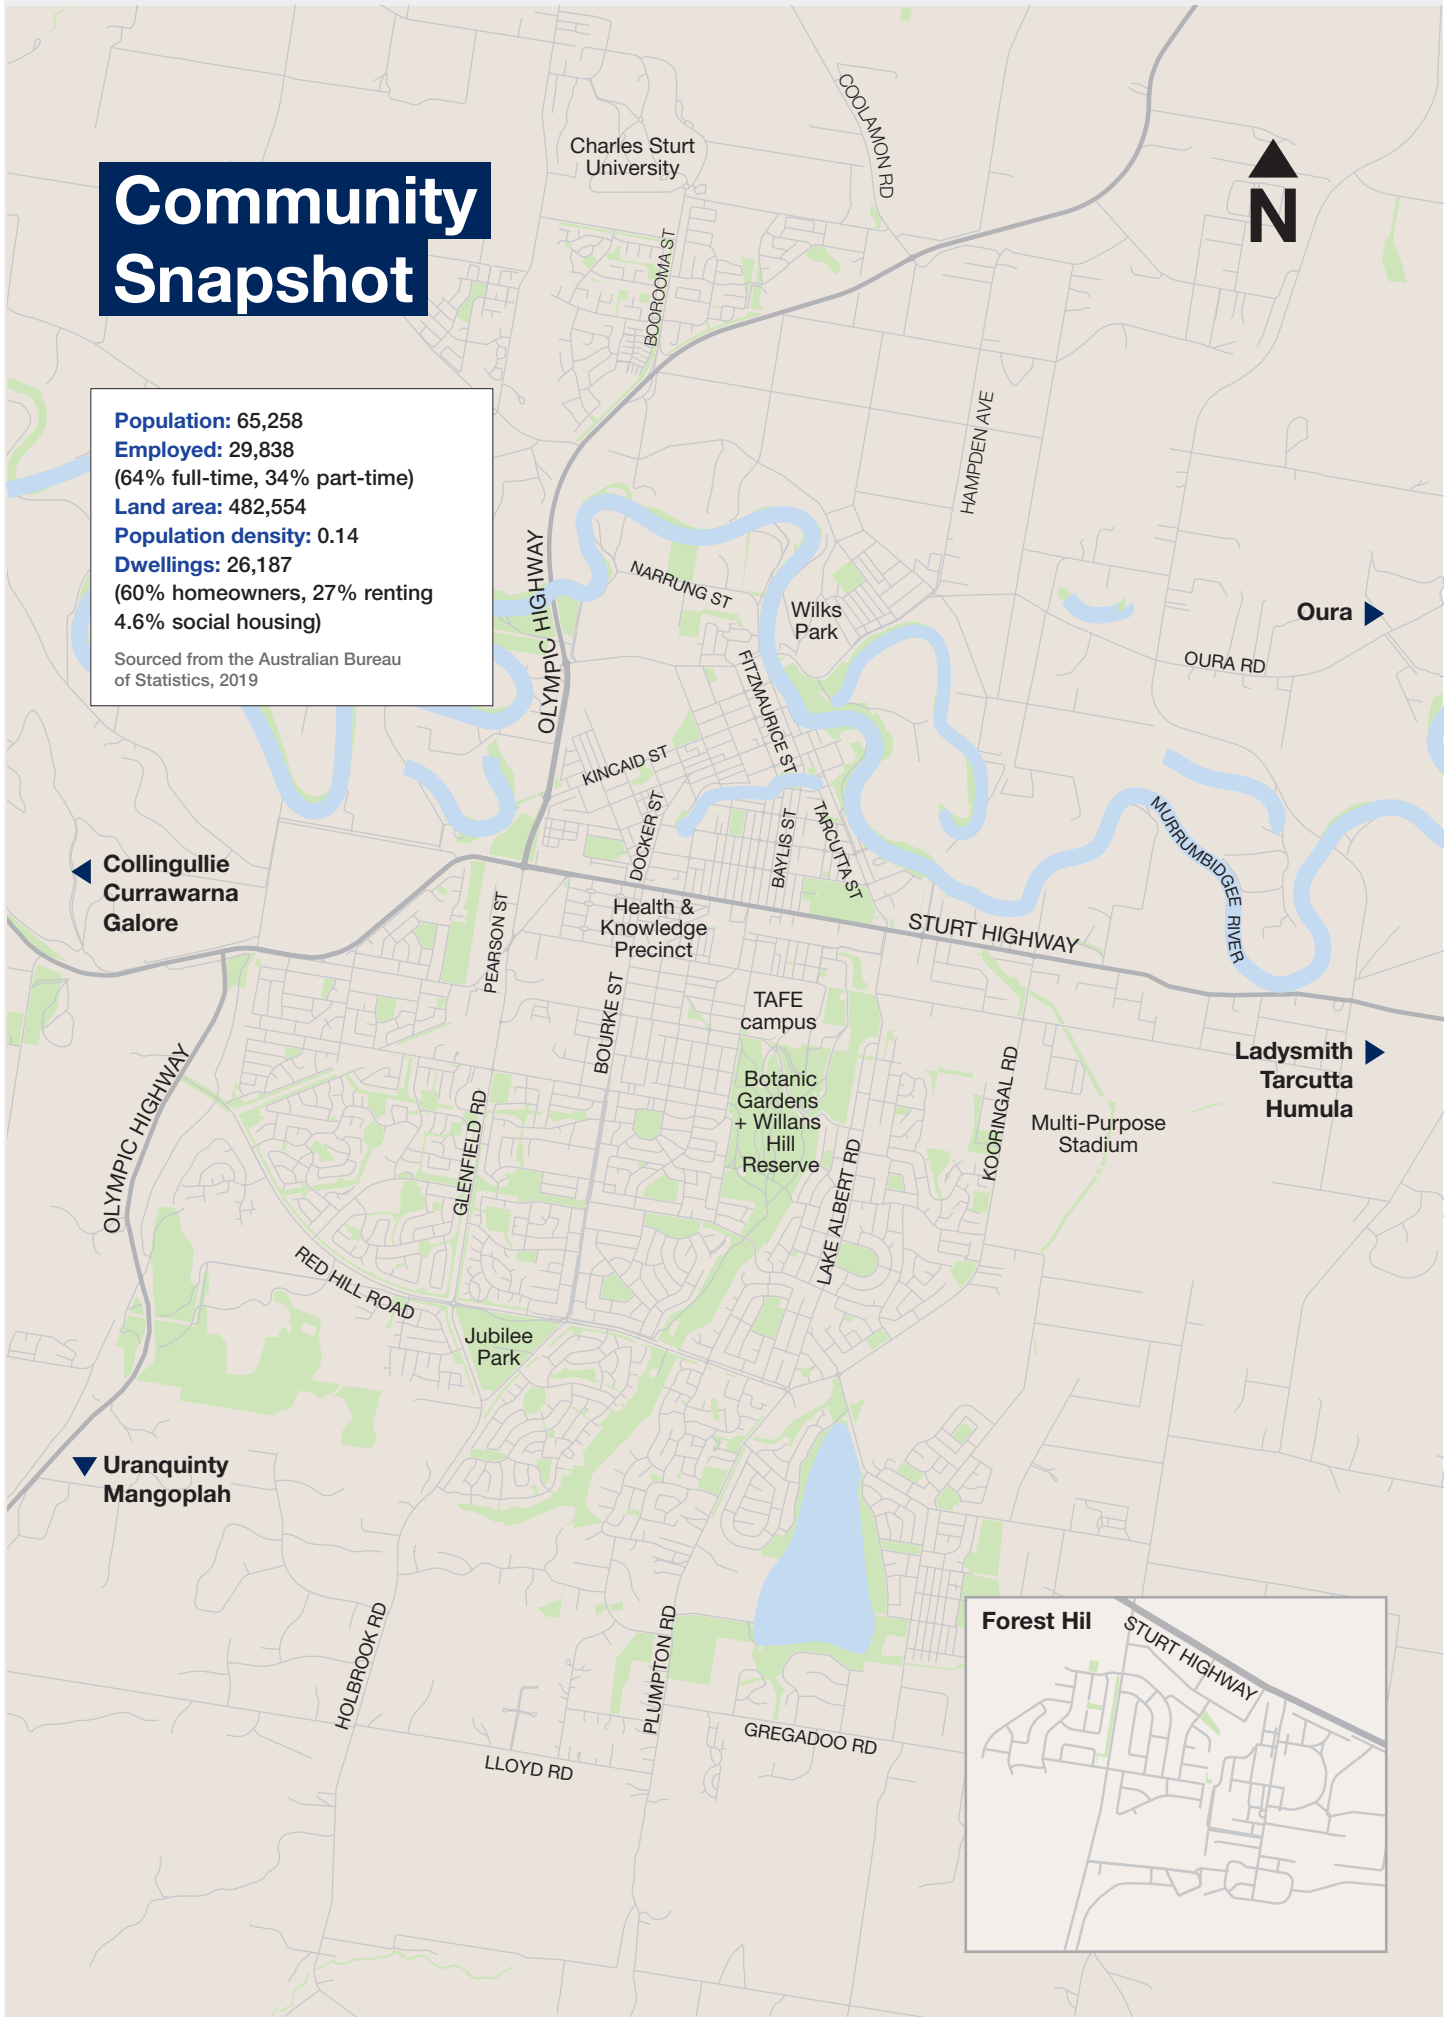 Community
Snapshot
Population: 65,258
Employed: 29,838
(64% full-time, 34% part-time)
Land area: 482,554
Population density: 0.14
Dwellings: 26,187
(60% homeowners, 27% renting
4.6% social housing)
Sourced from the Australian Bureau
of Statistics, 2019
Charles Sturt
University
COOLAMON RD
N
BOOROOMA ST
HAMPDEN AVE
OLYMPIC HIGHWAY
NARRUNG ST
Wilks
Park
Oura
OURA RD
FITZMAURICE ST
KINCAID ST
DOCKER ST
BAYLIS ST
TARCUTTA ST
MURRUMBIDGEE RIVER
Collingullie
Currawarna
Galore
PEARSON ST
Health &
Knowledge
Precinct
STURT HIGHWAY
BOURKE ST
TAFE
campus
Ladysmith
Tarcutta
Humula
OLYMPIC HIGHWAY
GLENFIELD RD
Botanic
Gardens
+ Willans
Hill
Reserve
LAKE ALBERT RD
KOORINGAL RD
Multi-Purpose
Stadium
RED HILL ROAD
Jubilee
Park
Uranquinty
Mangoplah
HOLBROOK RD
PLUMPTON RD
LLOYD RD
GREGADOO RD
Forest Hil
STURT HIGHWAY